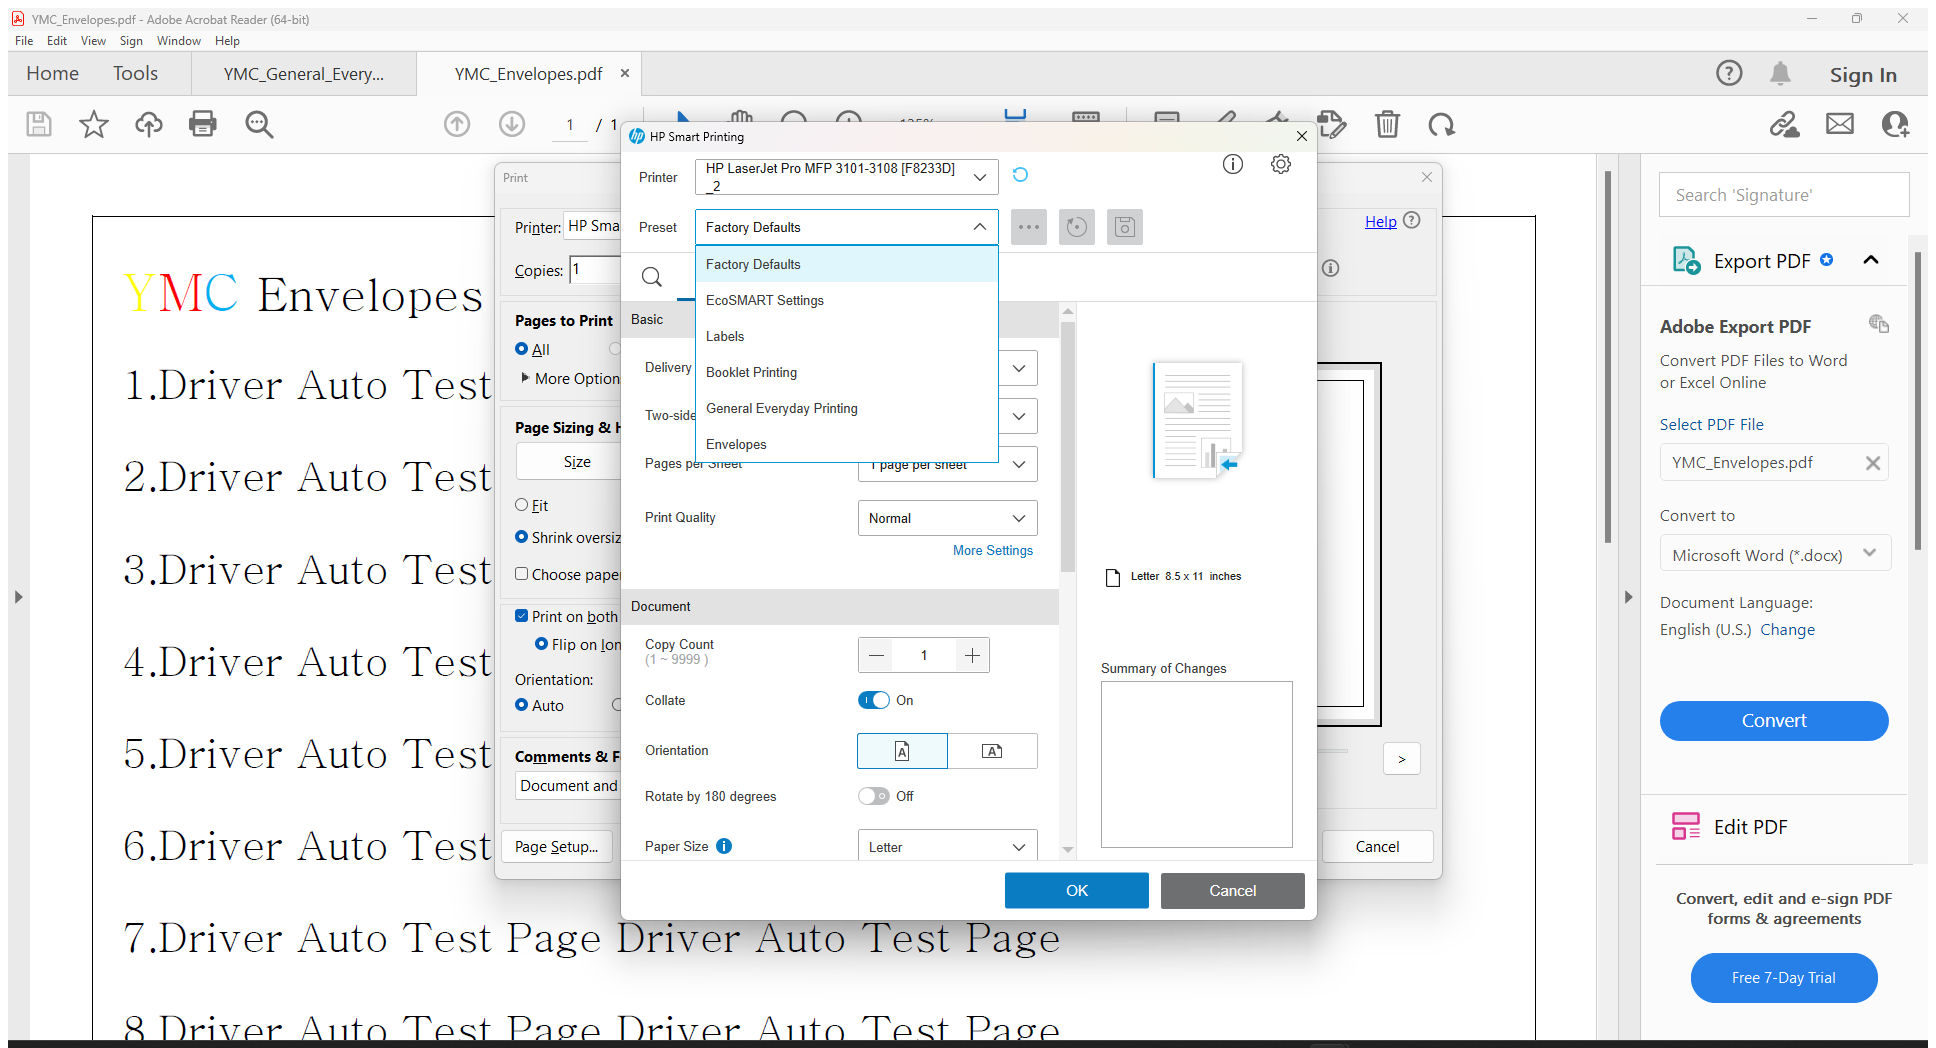 YMC_Envelopes.pdf - Adobe Acrobat Reader (64-bit)
File Edit View Sign Window Help
Home Tools YMC_General_Every... YMC_Envelopes.pdf Sign In
1 / 1
YMC Envelopes
1.Driver Auto Test
2.Driver Auto Test
3.Driver Auto Test
4.Driver Auto Test
5.Driver Auto Test
6.Driver Auto Test
7.Driver Auto Test Page Driver Auto Test Page
8.Driver Auto Test Page Driver Auto Test Page
Print
Printer: HP Sma
Copies: 1
Help
Pages to Print
All
More Option
Page Sizing & H
Size
Fit
Shrink oversiz
Choose pape
Print on both
Flip on lon
Orientation:
Auto
Comments & F
Document and
Page Setup...
>
Cancel
HP Smart Printing
Printer HP LaserJet Pro MFP 3101-3108 [F8233D]
_2
Preset Factory Defaults
Factory Defaults
EcoSMART Settings
Labels
Booklet Printing
General Everyday Printing
Envelopes
Basic
Delivery
Two-side
Pages per Sheet 1 page per sheet
Print Quality Normal
More Settings
Document
Copy Count
(1 ~ 9999 )
1
Collate On
Orientation
Rotate by 180 degrees Off
Paper Size Letter
Letter 8.5 x 11 inches
Summary of Changes
OK Cancel
Search 'Signature'
Export PDF
Adobe Export PDF
Convert PDF Files to Word
or Excel Online
Select PDF File
YMC_Envelopes.pdf
Convert to
Microsoft Word (*.docx)
Document Language:
English (U.S.) Change
Convert
Edit PDF
Convert, edit and e-sign PDF
forms & agreements
Free 7-Day Trial